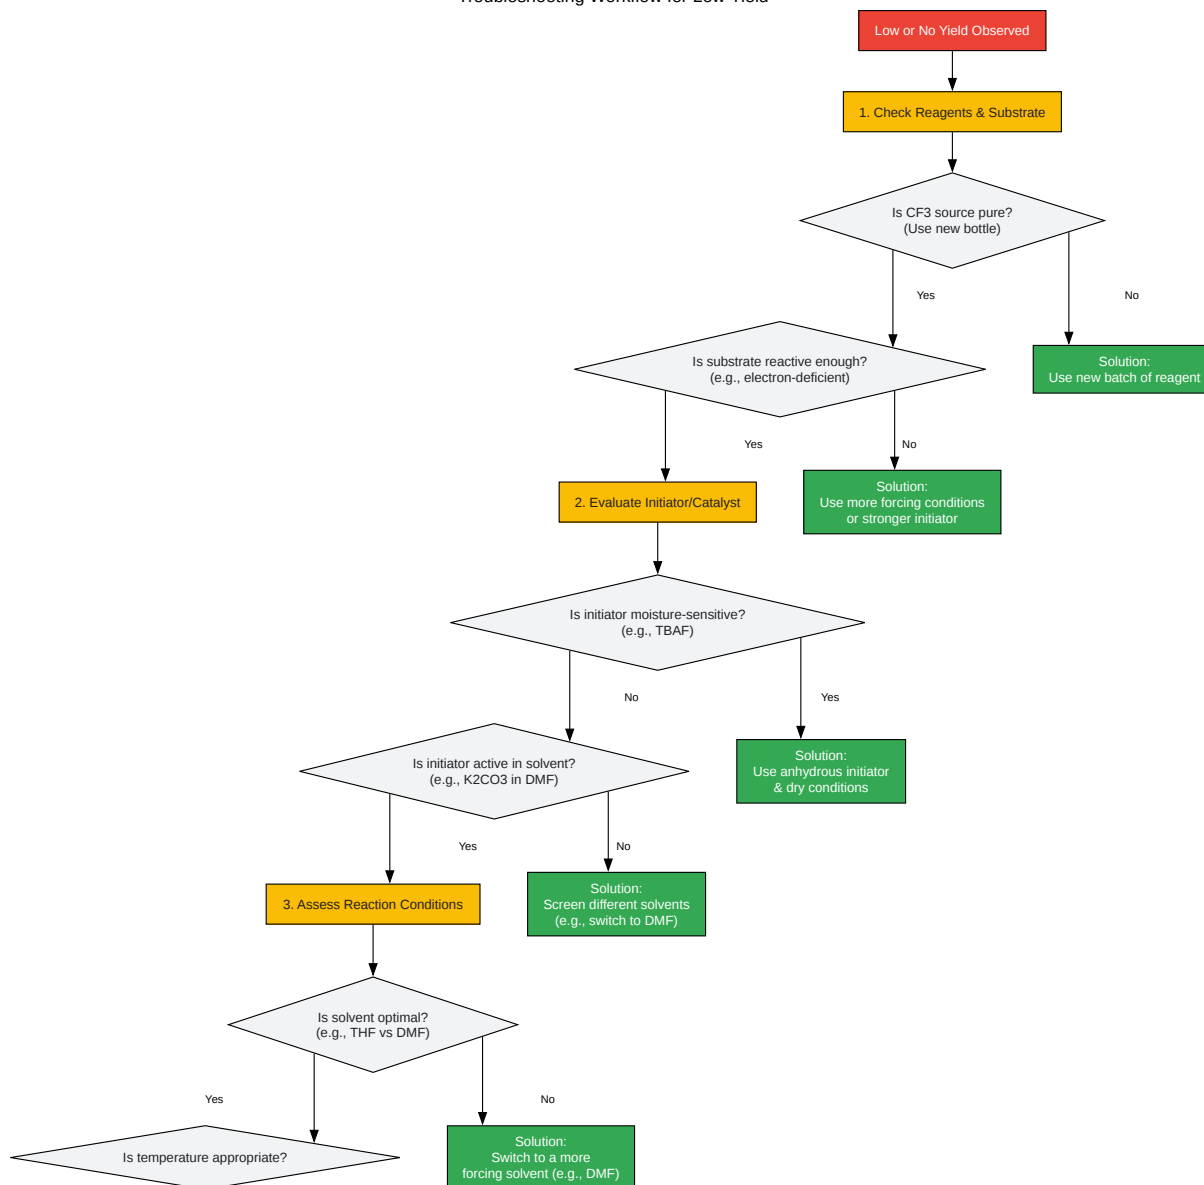 Troubleshooting Workflow for Low Yield
Low or No Yield Observed
1. Check Reagents & Substrate
Is CF3 source pure?
(Use new bottle)
Yes
No
Is substrate reactive enough?
(e.g., electron-deficient)
Solution:
Use new batch of reagent
Yes
No
2. Evaluate Initiator/Catalyst
Solution:
Use more forcing conditions
or stronger initiator
Is initiator moisture-sensitive?
(e.g., TBAF)
No
Yes
Is initiator active in solvent?
(e.g., K2CO3 in DMF)
Solution:
Use anhydrous initiator
& dry conditions
Yes
No
3. Assess Reaction Conditions
Solution:
Screen different solvents
(e.g., switch to DMF)
Is solvent optimal?
(e.g., THF vs DMF)
Yes
No
Is temperature appropriate?
Solution:
Switch to a more
forcing solvent (e.g., DMF)